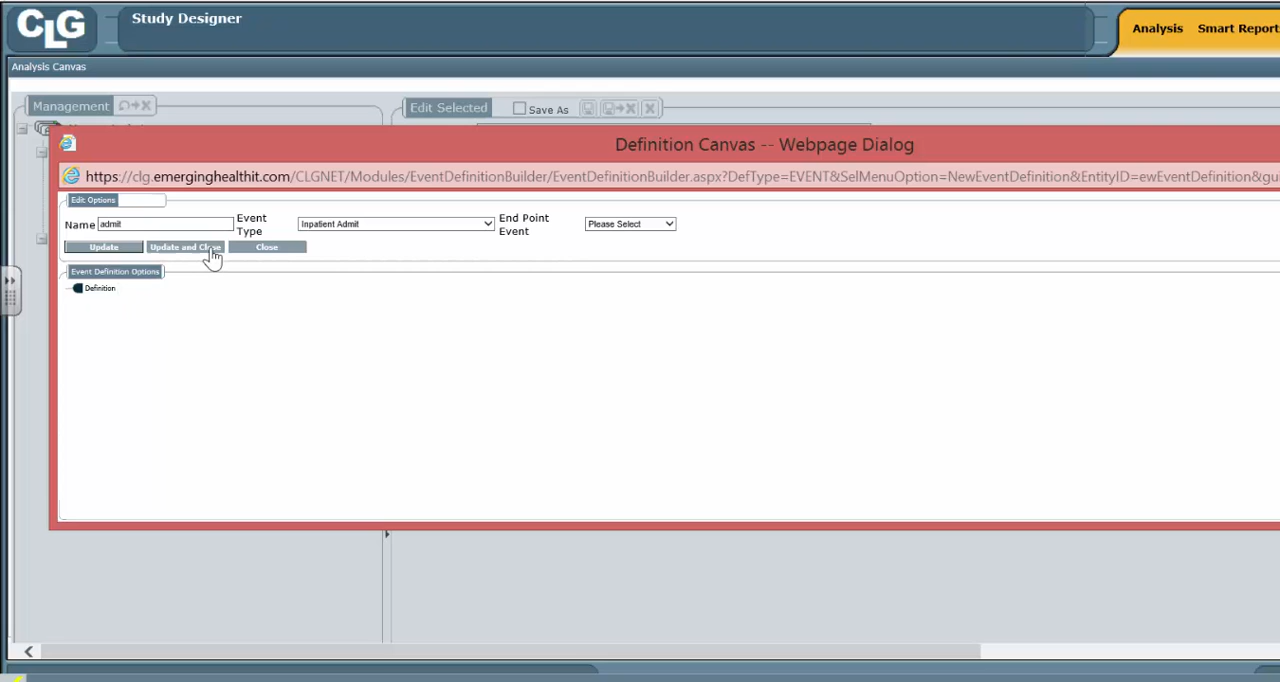 CLG
Study Designer
Analysis Smart Report
Analysis Canvas
Management
Edit Selected Save As
Definition Canvas -- Webpage Dialog
https://clg.emerginghealthit.com/CLGNET/Modules/EventDefinitionBuilder/EventDefinitionBuilder.aspx?DefType=EVENT&SelMenuOption=NewEventDefinition&EntityID=ewEventDefinition&gui
Edit Options
Name admit Event Type Inpatient Admit End Point Event Please Select
Update Update and Close Close
Event Definition Options
Definition